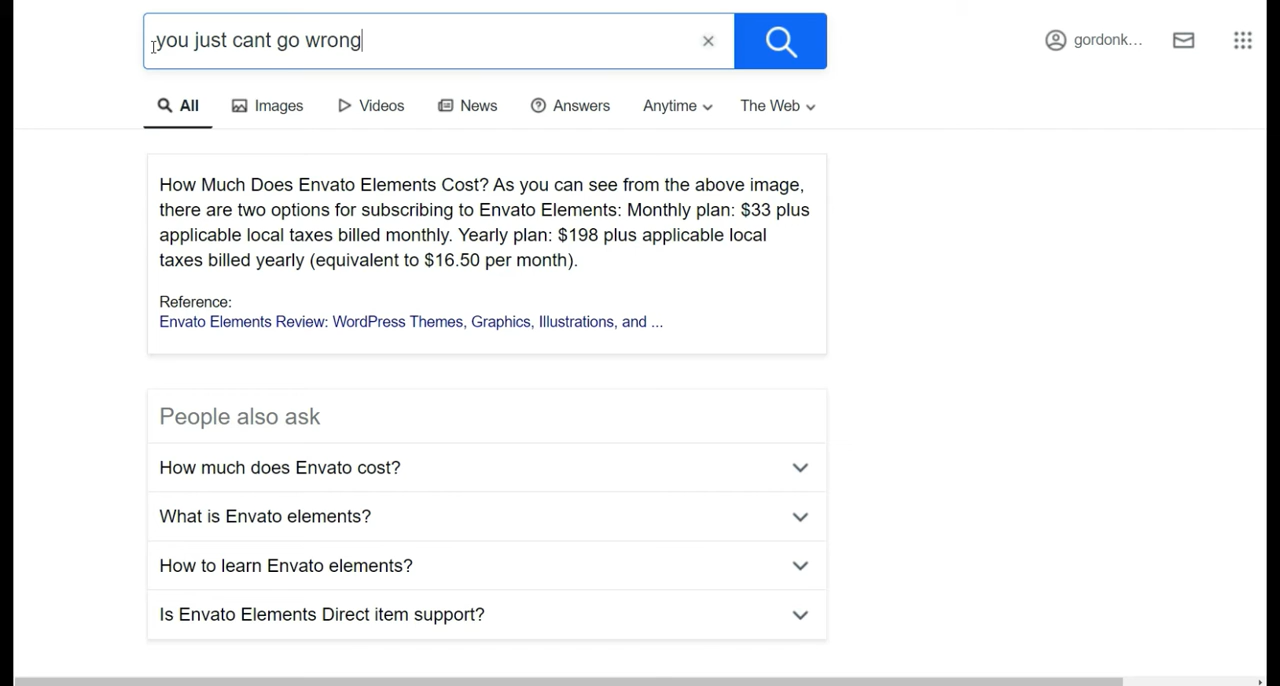 you just cant go wrong
gordonk...
All
Images
Videos
News
Answers
Anytime
The Web
How Much Does Envato Elements Cost? As you can see from the above image,
there are two options for subscribing to Envato Elements: Monthly plan: $33 plus
applicable local taxes billed monthly. Yearly plan: $198 plus applicable local
taxes billed yearly (equivalent to $16.50 per month).
Reference:
Envato Elements Review: WordPress Themes, Graphics, Illustrations, and ...
People also ask
How much does Envato cost?
What is Envato elements?
How to learn Envato elements?
Is Envato Elements Direct item support?